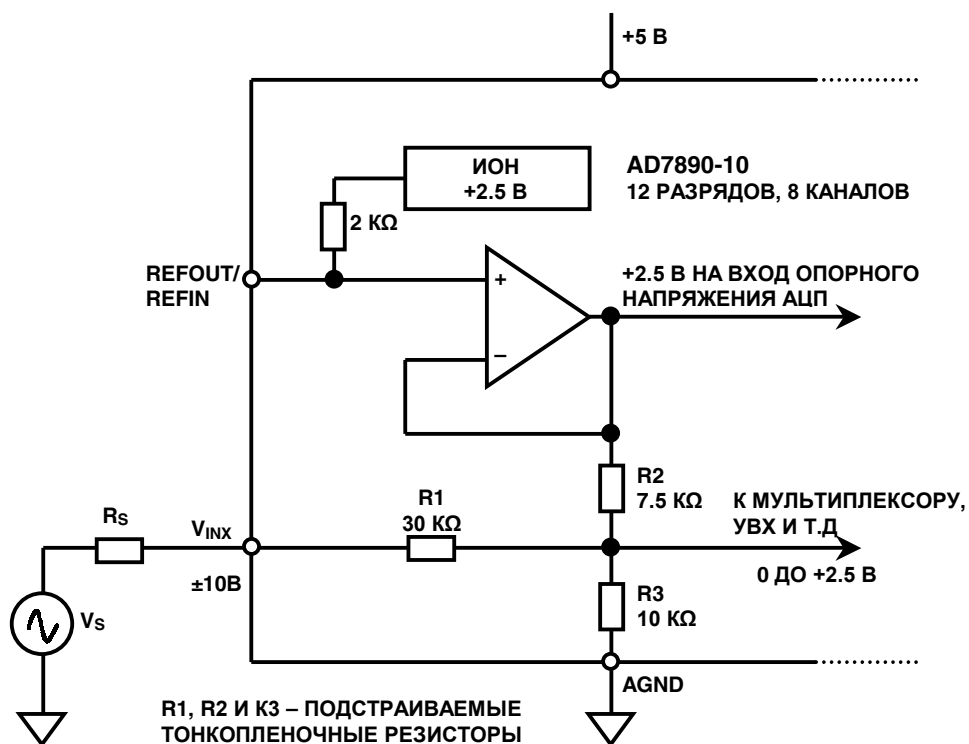 +5 В
ИОН
+2.5 В
AD7890-10
12 РАЗРЯДОВ, 8 КАНАЛОВ
2 KΩ
REFOUT/
REFIN
+
–
+2.5 В НА ВХОД ОПОРНОГО
НАПРЯЖЕНИЯ АЦП
R2
7.5 KΩ
R1
30 KΩ
К МУЛЬТИПЛЕКСОРУ,
УВХ И Т.Д
0 ДО +2.5 В
RS
VINX
±10В
VS
R3
10 KΩ
AGND
R1, R2 И К3 – ПОДСТРАИВАЕМЫЕ
ТОНКОПЛЕНОЧНЫЕ РЕЗИСТОРЫ